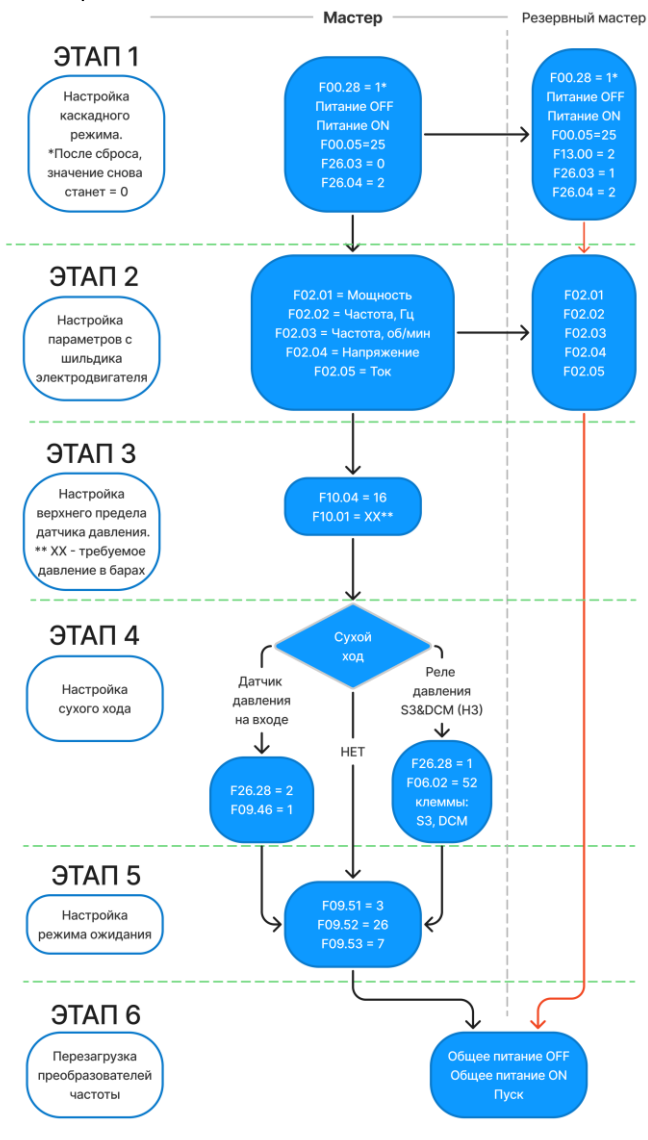 Мастер
Резервный мастер
ЭТАП 1
Настройка
каскадного
режима.
*После сброса,
значение снова
станет = 0
F00.28 = 1*
Питание OFF
Питание ON
F00.05=25
F26.03 = 0
F26.04 = 2
F00.28 = 1*
Питание OFF
Питание ON
F00.05=25
F13.00 = 2
F26.03 = 1
F26.04 = 2
ЭТАП 2
Настройка
параметров с
шильдика
электродвигателя
F02.01 = Мощность
F02.02 = Частота, Гц
F02.03 = Частота, об/мин
F02.04 = Напряжение
F02.05 = Ток
F02.01
F02.02
F02.03
F02.04
F02.05
ЭТАП 3
Настройка
верхнего предела
датчика давления.
** XX - требуемое
давление в барах
F10.04 = 16
F10.01 = XX**
ЭТАП 4
Настройка
сухого хода
Сухой
ход
Датчик
давления
на входе
НЕТ
Реле
давления
S3&DCM (НЗ)
F26.28 = 2
F09.46 = 1
F26.28 = 1
F06.02 = 52
клеммы:
S3, DCM
ЭТАП 5
Настройка
режима ожидания
F09.51 = 3
F09.52 = 26
F09.53 = 7
ЭТАП 6
Перезагрузка
преобразователей
частоты
Общее питание OFF
Общее питание ON
Пуск